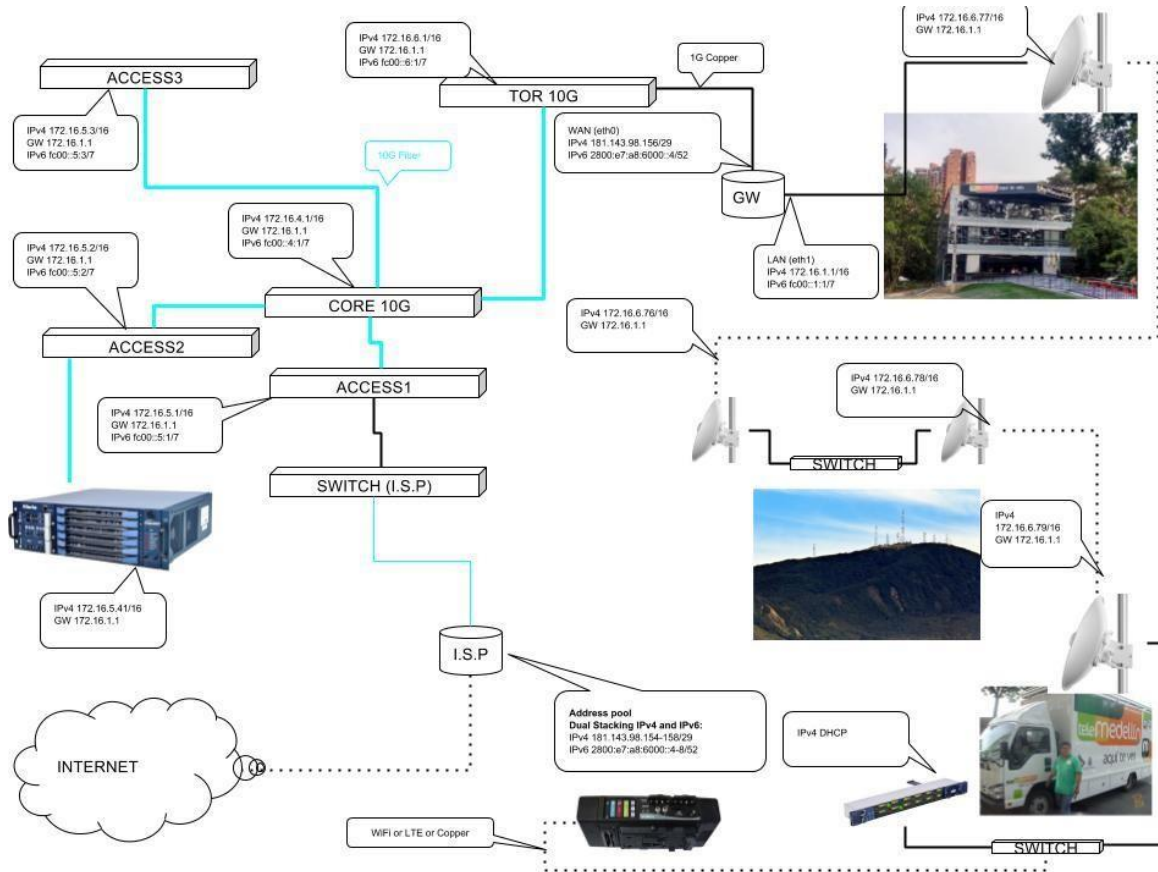 IPv4 172.16.6.77/16
GW 172.16.1.1
IPv4 172.16.6.1/16
GW 172.16.1.1
IPv6 fc00::6:1/7
1G Copper
ACCESS3
TOR 10G
IPv4 172.16.5.3/16
GW 172.16.1.1
IPv6 fc00::5:3/7
WAN (eth0)
IPv4 181.143.98.156/29
IPv6 2800:e7:a8:6000::4/52
10G Fiber
GW
IPv4 172.16.4.1/16
GW 172.16.1.1
IPv6 fc00::4:1/7
IPv4 172.16.5.2/16
GW 172.16.1.1
IPv6 fc00::5:2/7
LAN (eth1)
IPv4 172.16.1.1/16
IPv6 fc00::1:1/7
CORE 10G
IPv4 172.16.6.76/16
GW 172.16.1.1
ACCESS2
ACCESS1
IPv4 172.16.6.78/16
GW 172.16.1.1
IPv4 172.16.5.1/16
GW 172.16.1.1
IPv6 fc00::5:1/7
SWITCH
SWITCH (I.S.P)
IPv4
172.16.6.79/16
GW 172.16.1.1
IPv4 172.16.5.41/16
GW 172.16.1.1
I.S.P
Address pool
Dual Stacking IPv4 and IPv6:
IPv4 181.143.98.154-158/29
IPv6 2800:e7:a8:6000::4-8/52
IPv4 DHCP
tele
medellín
aquí te ves
INTERNET
WiFi or LTE or Copper
SWITCH